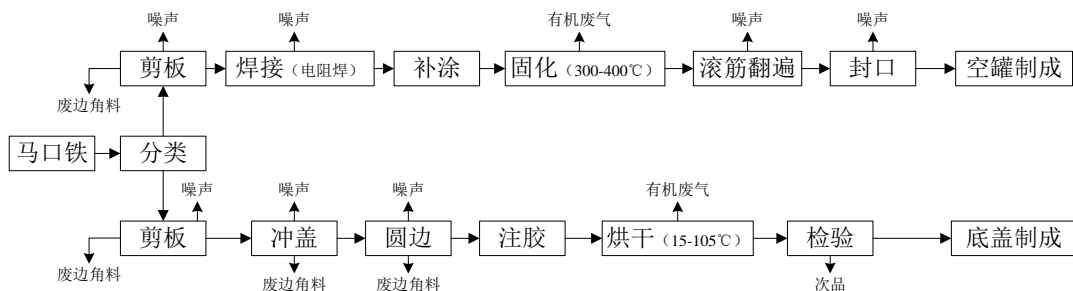 噪声 噪声 有机废气 噪声 噪声
剪板 焊接（电阻焊） 补涂 固化（300-400℃） 滚筋翻遍 封口 空罐制成
废边角料
马口铁 分类
噪声 噪声 噪声 有机废气
剪板 冲盖 圆边 注胶 烘干（15-105℃） 检验 底盖制成
废边角料 废边角料 废边角料 次品